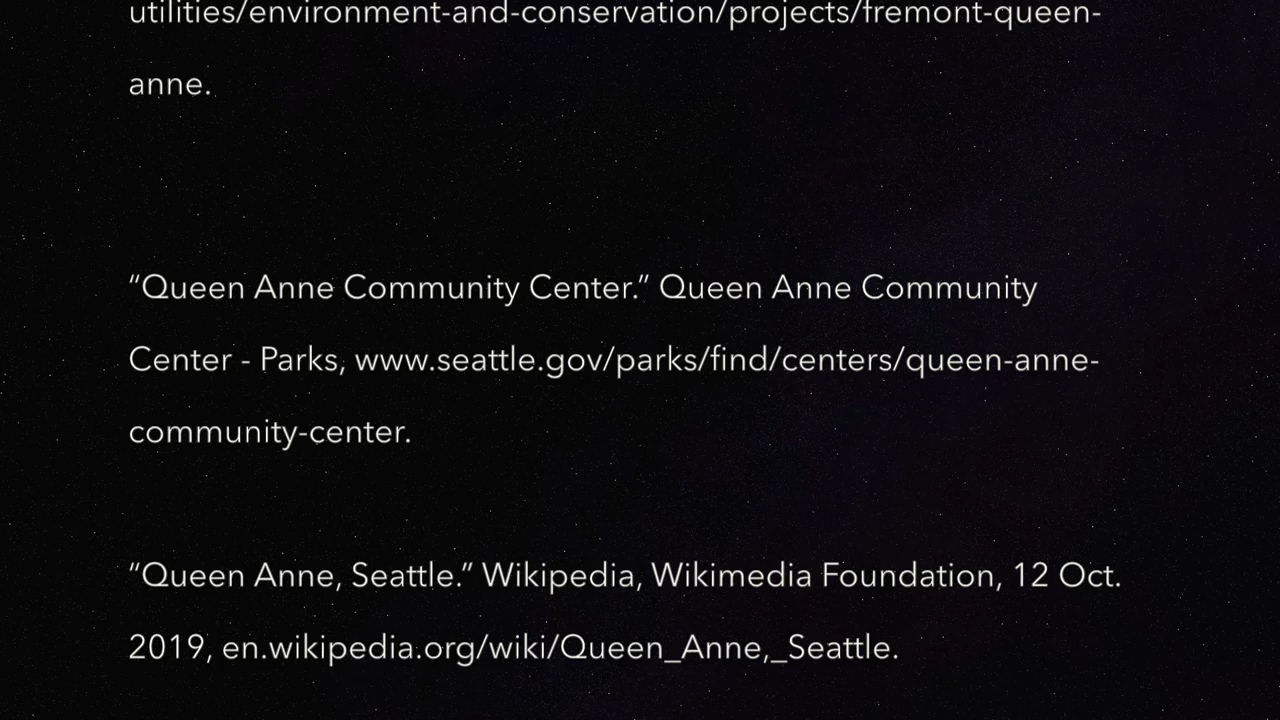 utilities/environment-and-conservation/projects/fremont-queen-
anne.
“Queen Anne Community Center.” Queen Anne Community
Center - Parks, www.seattle.gov/parks/find/centers/queen-anne-
community-center.
“Queen Anne, Seattle.” Wikipedia, Wikimedia Foundation, 12 Oct.
2019, en.wikipedia.org/wiki/Queen_Anne,_Seattle.